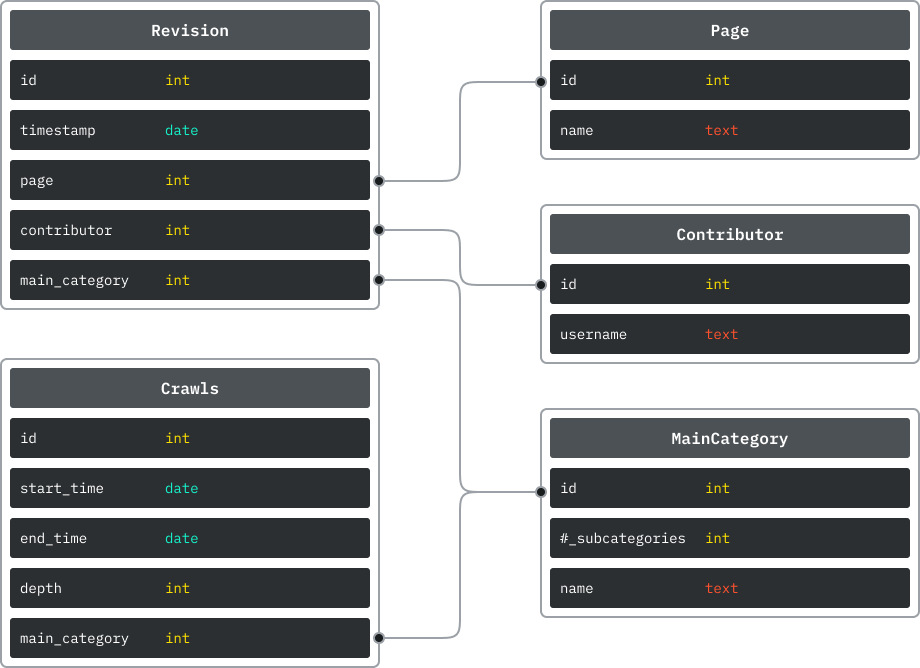 Revision
id int
timestamp date
page int
contributor int
main_category int
Page
id int
name text
Contributor
id int
username text
Crawls
id int
start_time date
end_time date
depth int
main_category int
MainCategory
id int
#_subcategories int
name text